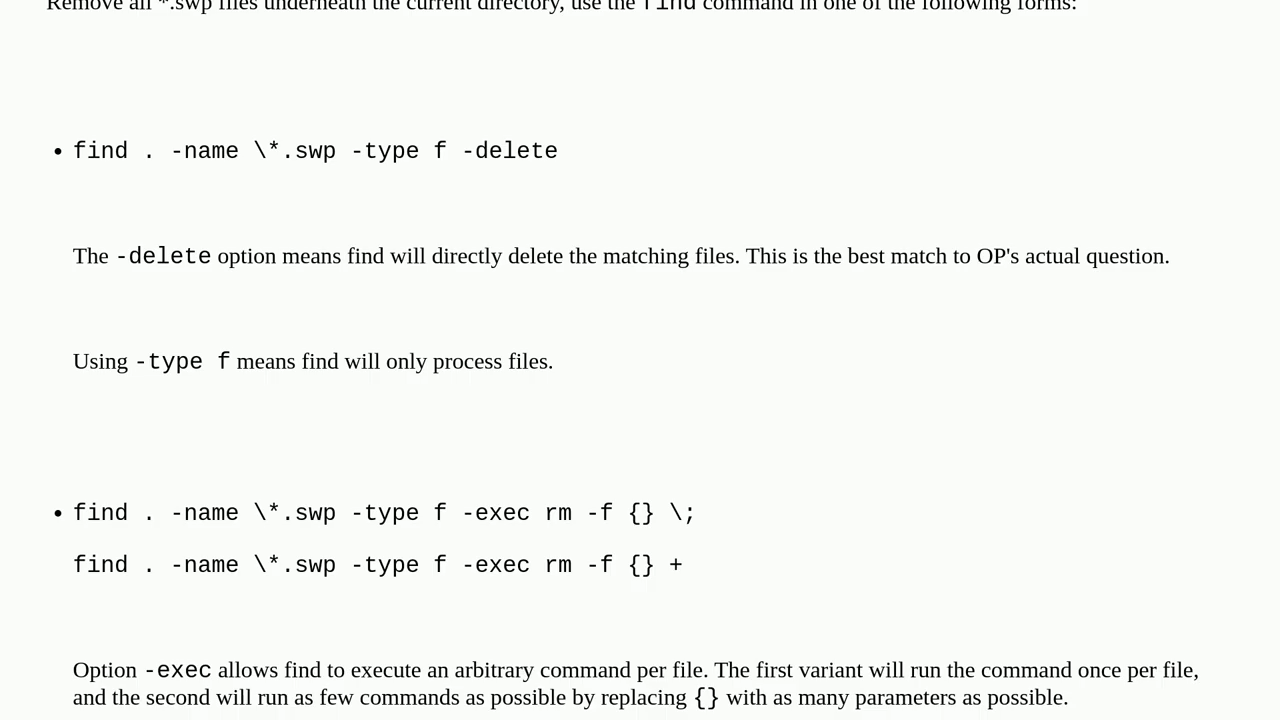 Remove all *.swp files underneath the current directory, use the find command in one of the following forms:
• find . -name \*.swp -type f -delete
The -delete option means find will directly delete the matching files. This is the best match to OP's actual question.
Using -type f means find will only process files.
• find . -name \*.swp -type f -exec rm -f {} \;
find . -name \*.swp -type f -exec rm -f {} +
Option -exec allows find to execute an arbitrary command per file. The first variant will run the command once per file,
and the second will run as few commands as possible by replacing {} with as many parameters as possible.